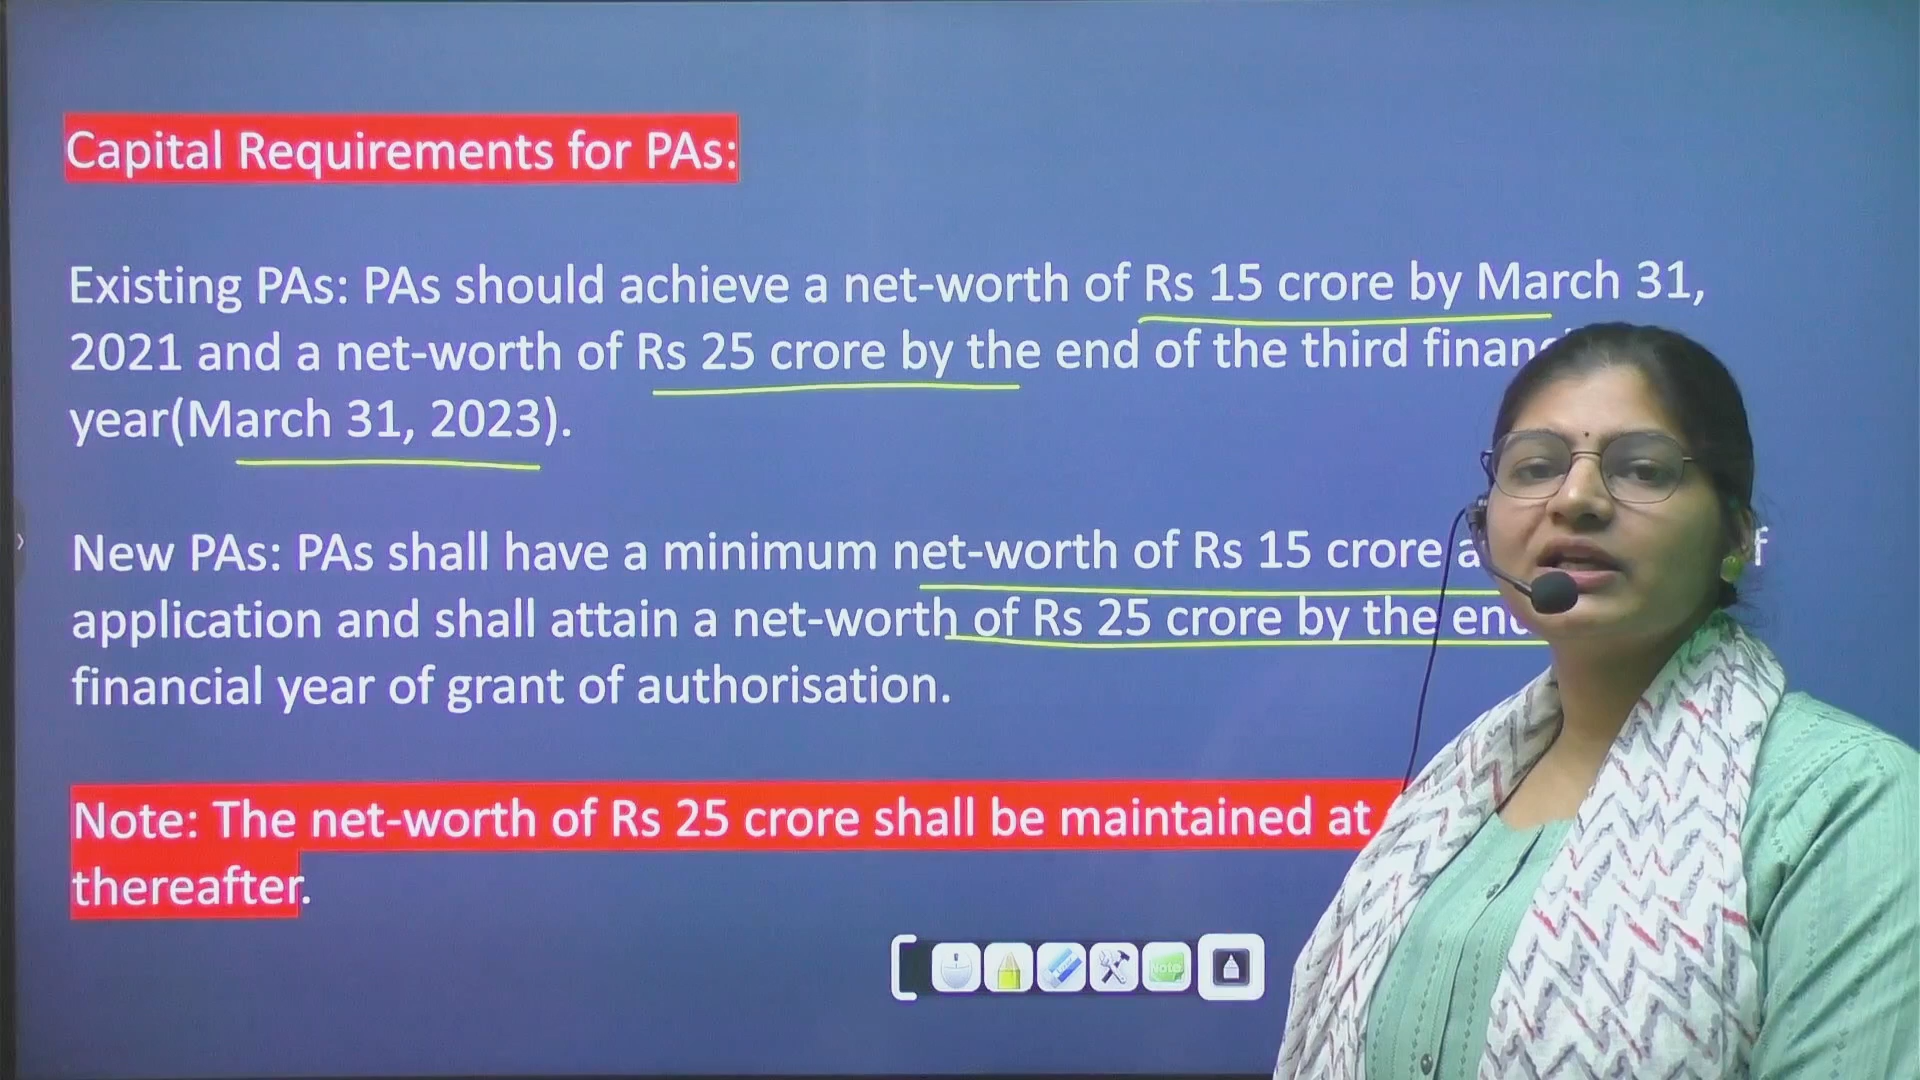 Capital Requirements for PAs:
Existing PAs: PAs should achieve a net-worth of Rs 15 crore by March 31,
2021 and a net-worth of Rs 25 crore by the end of the third
year(March 31, 2023).
New PAs: PAs shall have a minimum net-worth of Rs 15 crore
application and shall attain a net-worth of Rs 25 crore by the
financial year of grant of authorisation.
Note: The net-worth of Rs 25 crore shall be maintained at
thereafter.
Note